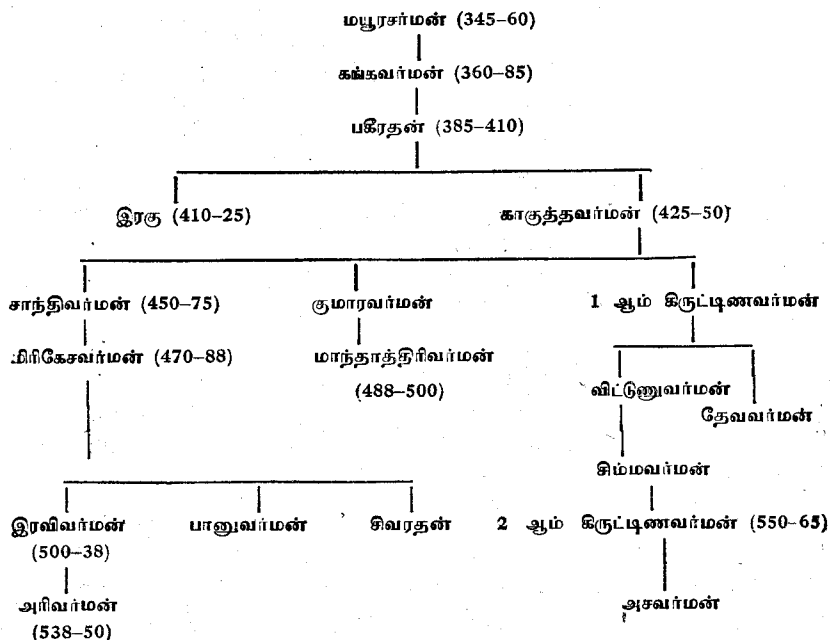 மயூரசர்மன் (345–60)
கங்கவர்மன் (360–85)
பகீரதன் (385–410)
இரகு (410–25) காகுத்தவர்மன் (425–50)
சாந்திவர்மன் (450–75) குமாரவர்மன் 1 ஆம் கிருட்டிணவர்மன்
மிரிகேசவர்மன் (470–88) மாந்தாத்திரிவர்மன்
(488–500) விட்டுணுவர்மன்
தேவவர்மன்
சிம்மவர்மன்
இரவிவர்மன் பானுவர்மன் சிவரதன் 2 ஆம் கிருட்டிணவர்மன் (550–65)
(500–38)
அரிவர்மன் அசவர்மன்
(538–50)